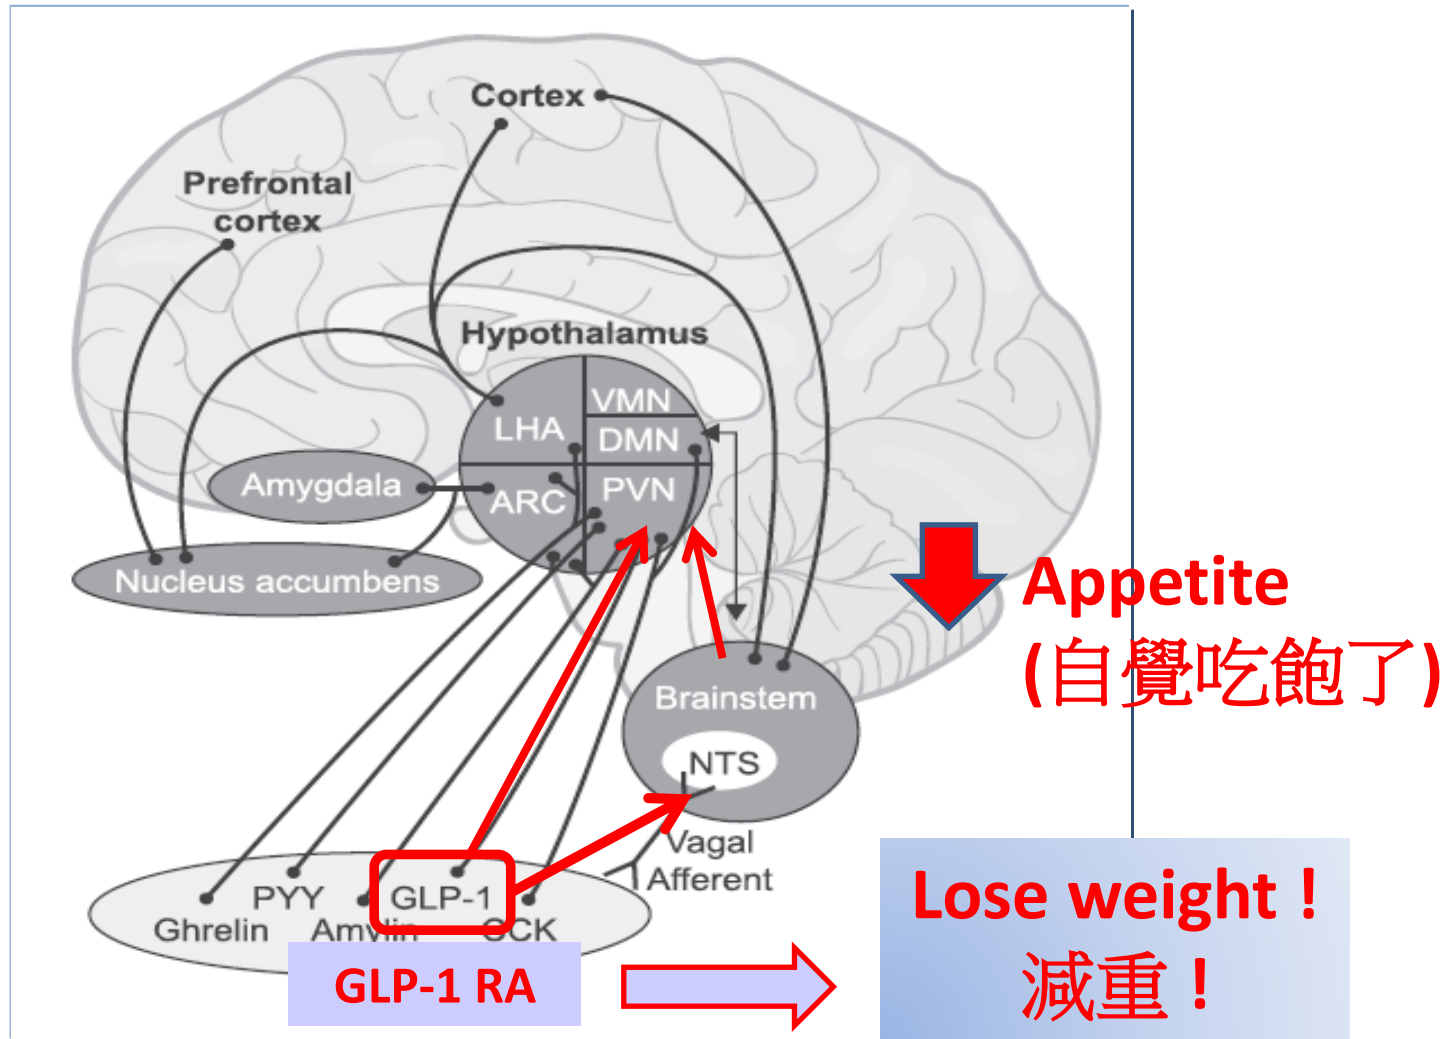 Cortex
Prefrontal
cortex
Hypothalamus
VMN
LHA
DMN
Amygdala
ARC
PVN
Nucleus accumbens
Appetite
(自覺吃飽了)
Brainstem
NTS
Vagal
Afferent
PYY
GLP-1
Ghrelin
Amylin
CCK
GLP-1 RA
Lose weight !
減重 !